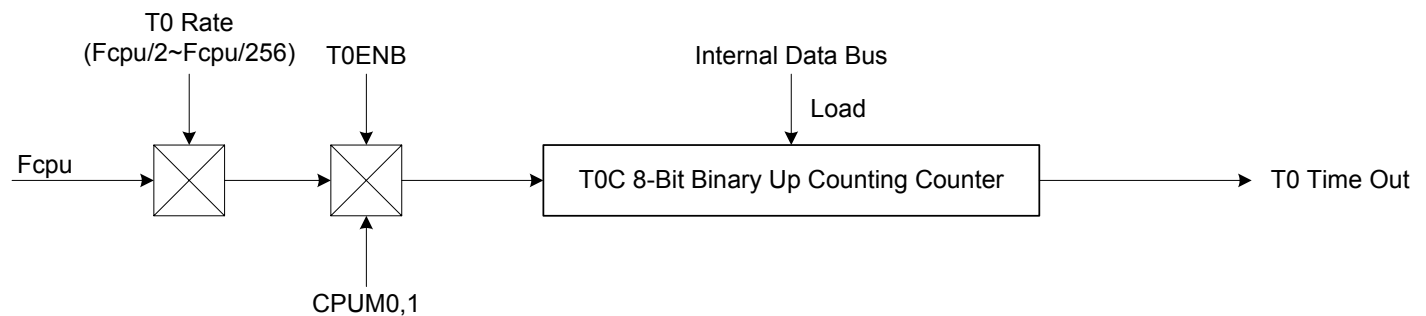 T0 Rate
(Fcpu/2~Fcpu/256)
T0ENB
Internal Data Bus
Load
Fcpu
T0C 8-Bit Binary Up Counting Counter
T0 Time Out
CPUM0,1